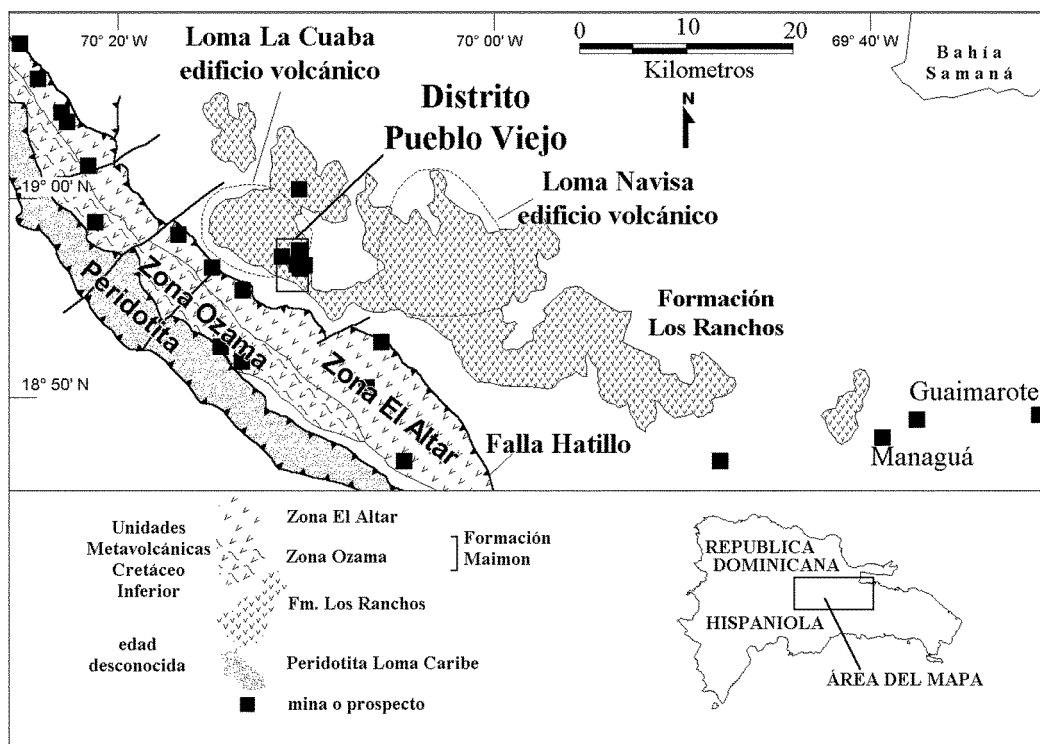 70° 20' W
Loma La Cuaba
edificio volcánico
70° 00' W
10
20
Kilometros
69° 40' W
Bahía
Samaná
Distrito
Pueblo Viejo
N
19° 00' N
Loma Navisa
edificio volcánico
Zona Ozama
Peridotita
Formación
Los Ranchos
18° 50' N
Zona El Altar
Falla Hatillo
Guaimarote
Managuá
Unidades
Metavolcánicas
Cretáceo
Inferior
Zona El Altar
Zona Ozama
Formación
Maimon
Fm. Los Ranchos
edad
desconocida
Peridotita Loma Caribe
mina o prospecto
REPUBLICA
DOMINICANA
HISPANIOLA
ÁREA DEL MAPA
0